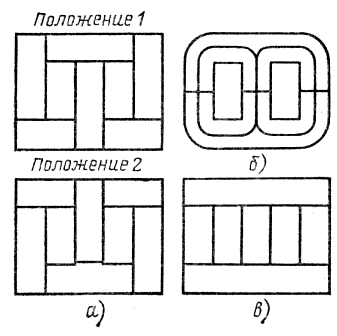 Положение 1
б)
Положение 2
а)
в)